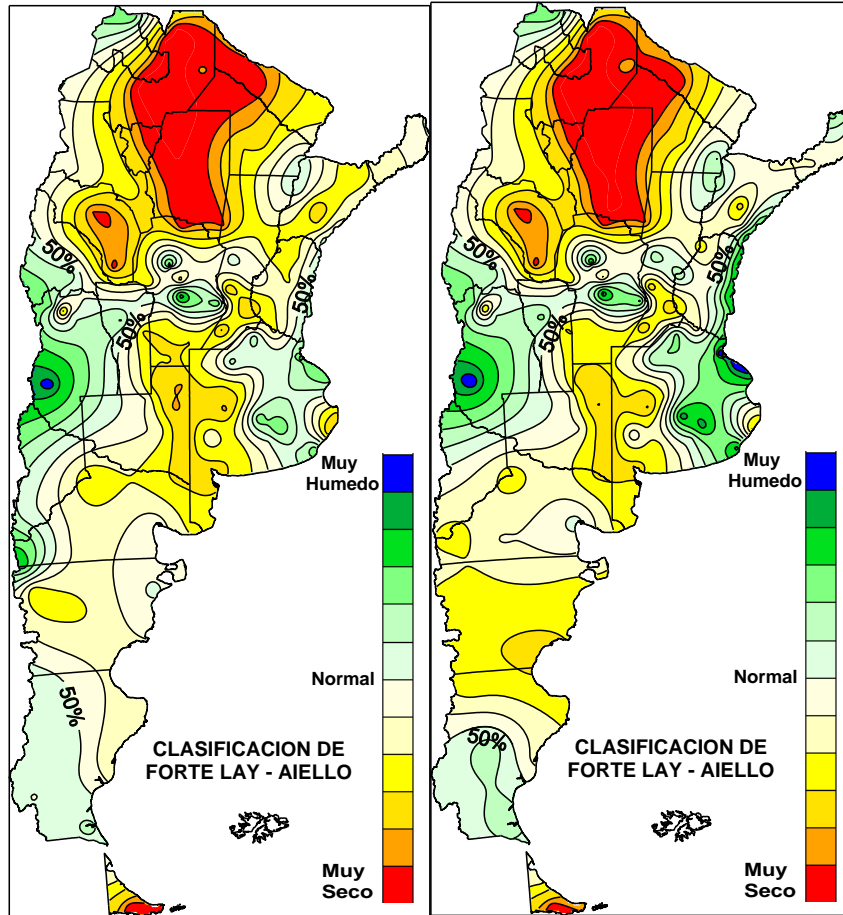 50%
50%
50%
50%
Muy
Humedo
Normal
CLASIFICACION DE
FORTE LAY - AIELLO
Muy
Seco
50%
50%
50%
50%
Muy
Humedo
Normal
CLASIFICACION DE
FORTE LAY - AIELLO
Muy
Seco